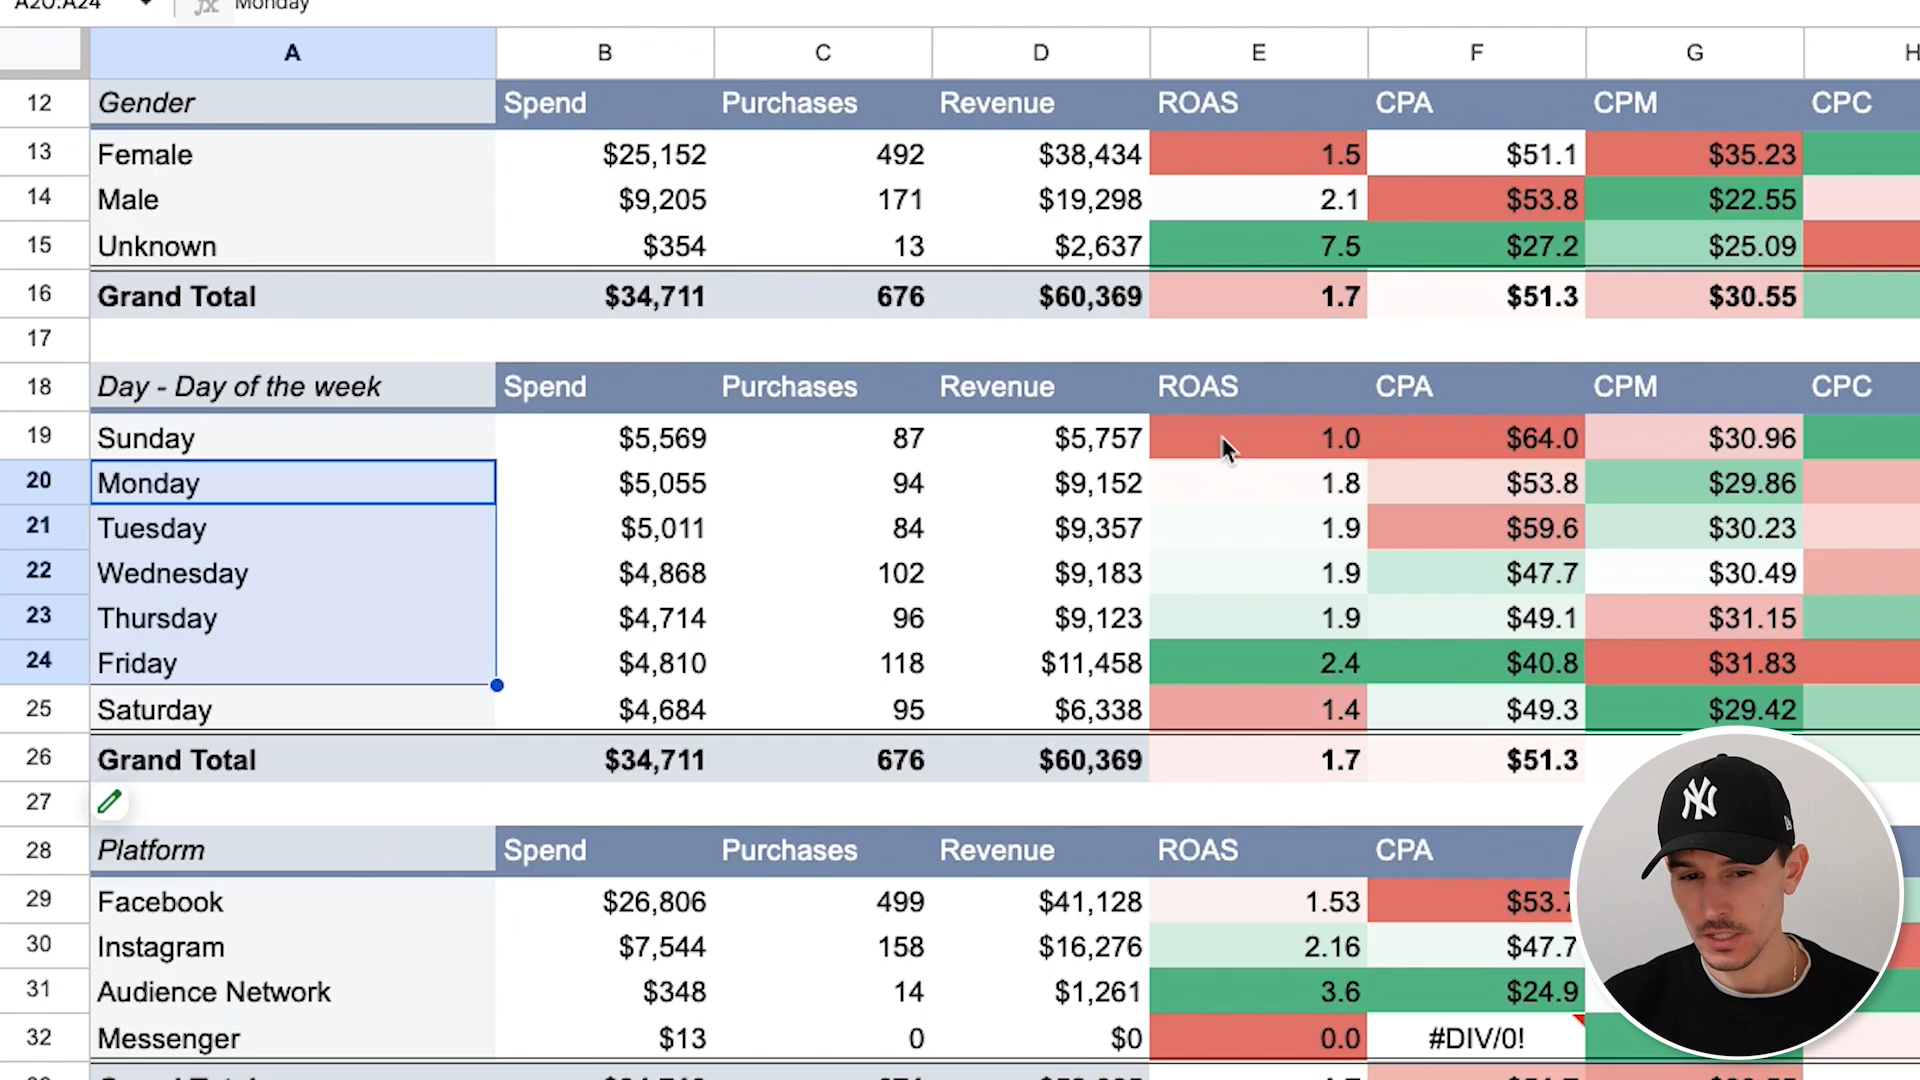 A20:A24 fx Monday
A B C D E F G H
12 Gender Spend Purchases Revenue ROAS CPA CPM CPC
13 Female $25,152 492 $38,434 1.5 $51.1 $35.23
14 Male $9,205 171 $19,298 2.1 $53.8 $22.55
15 Unknown $354 13 $2,637 7.5 $27.2 $25.09
16 Grand Total $34,711 676 $60,369 1.7 $51.3 $30.55
17
18 Day - Day of the week Spend Purchases Revenue ROAS CPA CPM CPC
19 Sunday $5,569 87 $5,757 1.0 $64.0 $30.96
20 Monday $5,055 94 $9,152 1.8 $53.8 $29.86
21 Tuesday $5,011 84 $9,357 1.9 $59.6 $30.23
22 Wednesday $4,868 102 $9,183 1.9 $47.7 $30.49
23 Thursday $4,714 96 $9,123 1.9 $49.1 $31.15
24 Friday $4,810 118 $11,458 2.4 $40.8 $31.83
25 Saturday $4,684 95 $6,338 1.4 $49.3 $29.42
26 Grand Total $34,711 676 $60,369 1.7 $51.3
27
28 Platform Spend Purchases Revenue ROAS CPA
29 Facebook $26,806 499 $41,128 1.53 $53.7
30 Instagram $7,544 158 $16,276 2.16 $47.7
31 Audience Network $348 14 $1,261 3.6 $24.9
32 Messenger $13 0 $0 0.0 #DIV/0!
NY